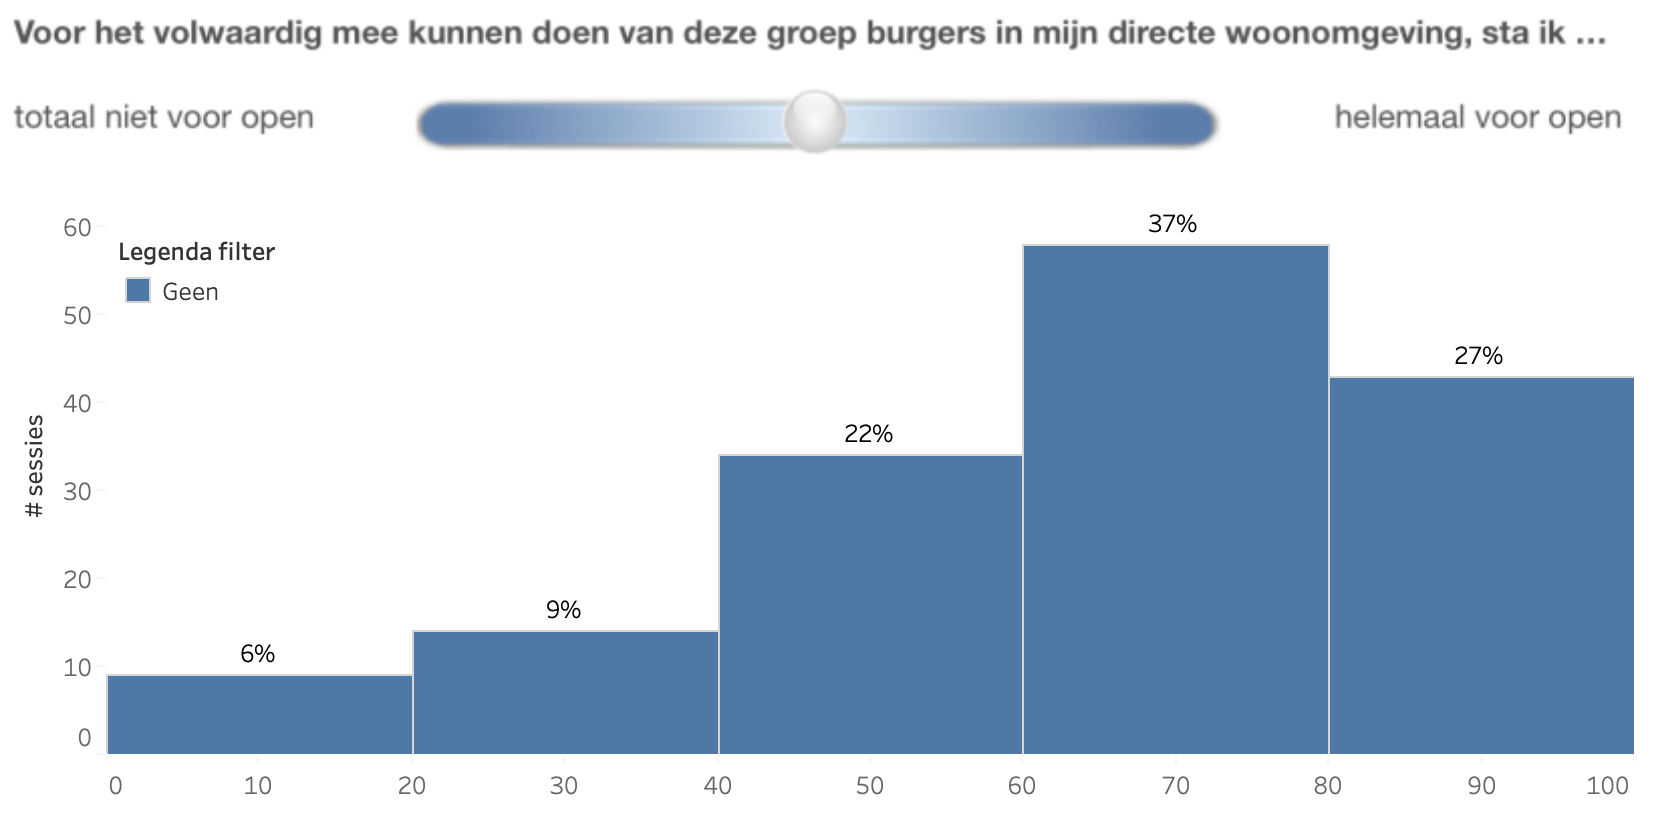 Voor het volwaardig mee kunnen doen van deze groep burgers in mijn directe woonomgeving, sta ik ...
totaal niet voor open
helemaal voor open
60
50
40
30
20
10
0
# sessies
Legenda filter
Geen
6%
9%
22%
37%
27%
0 10 20 30 40 50 60 70 80 90 100